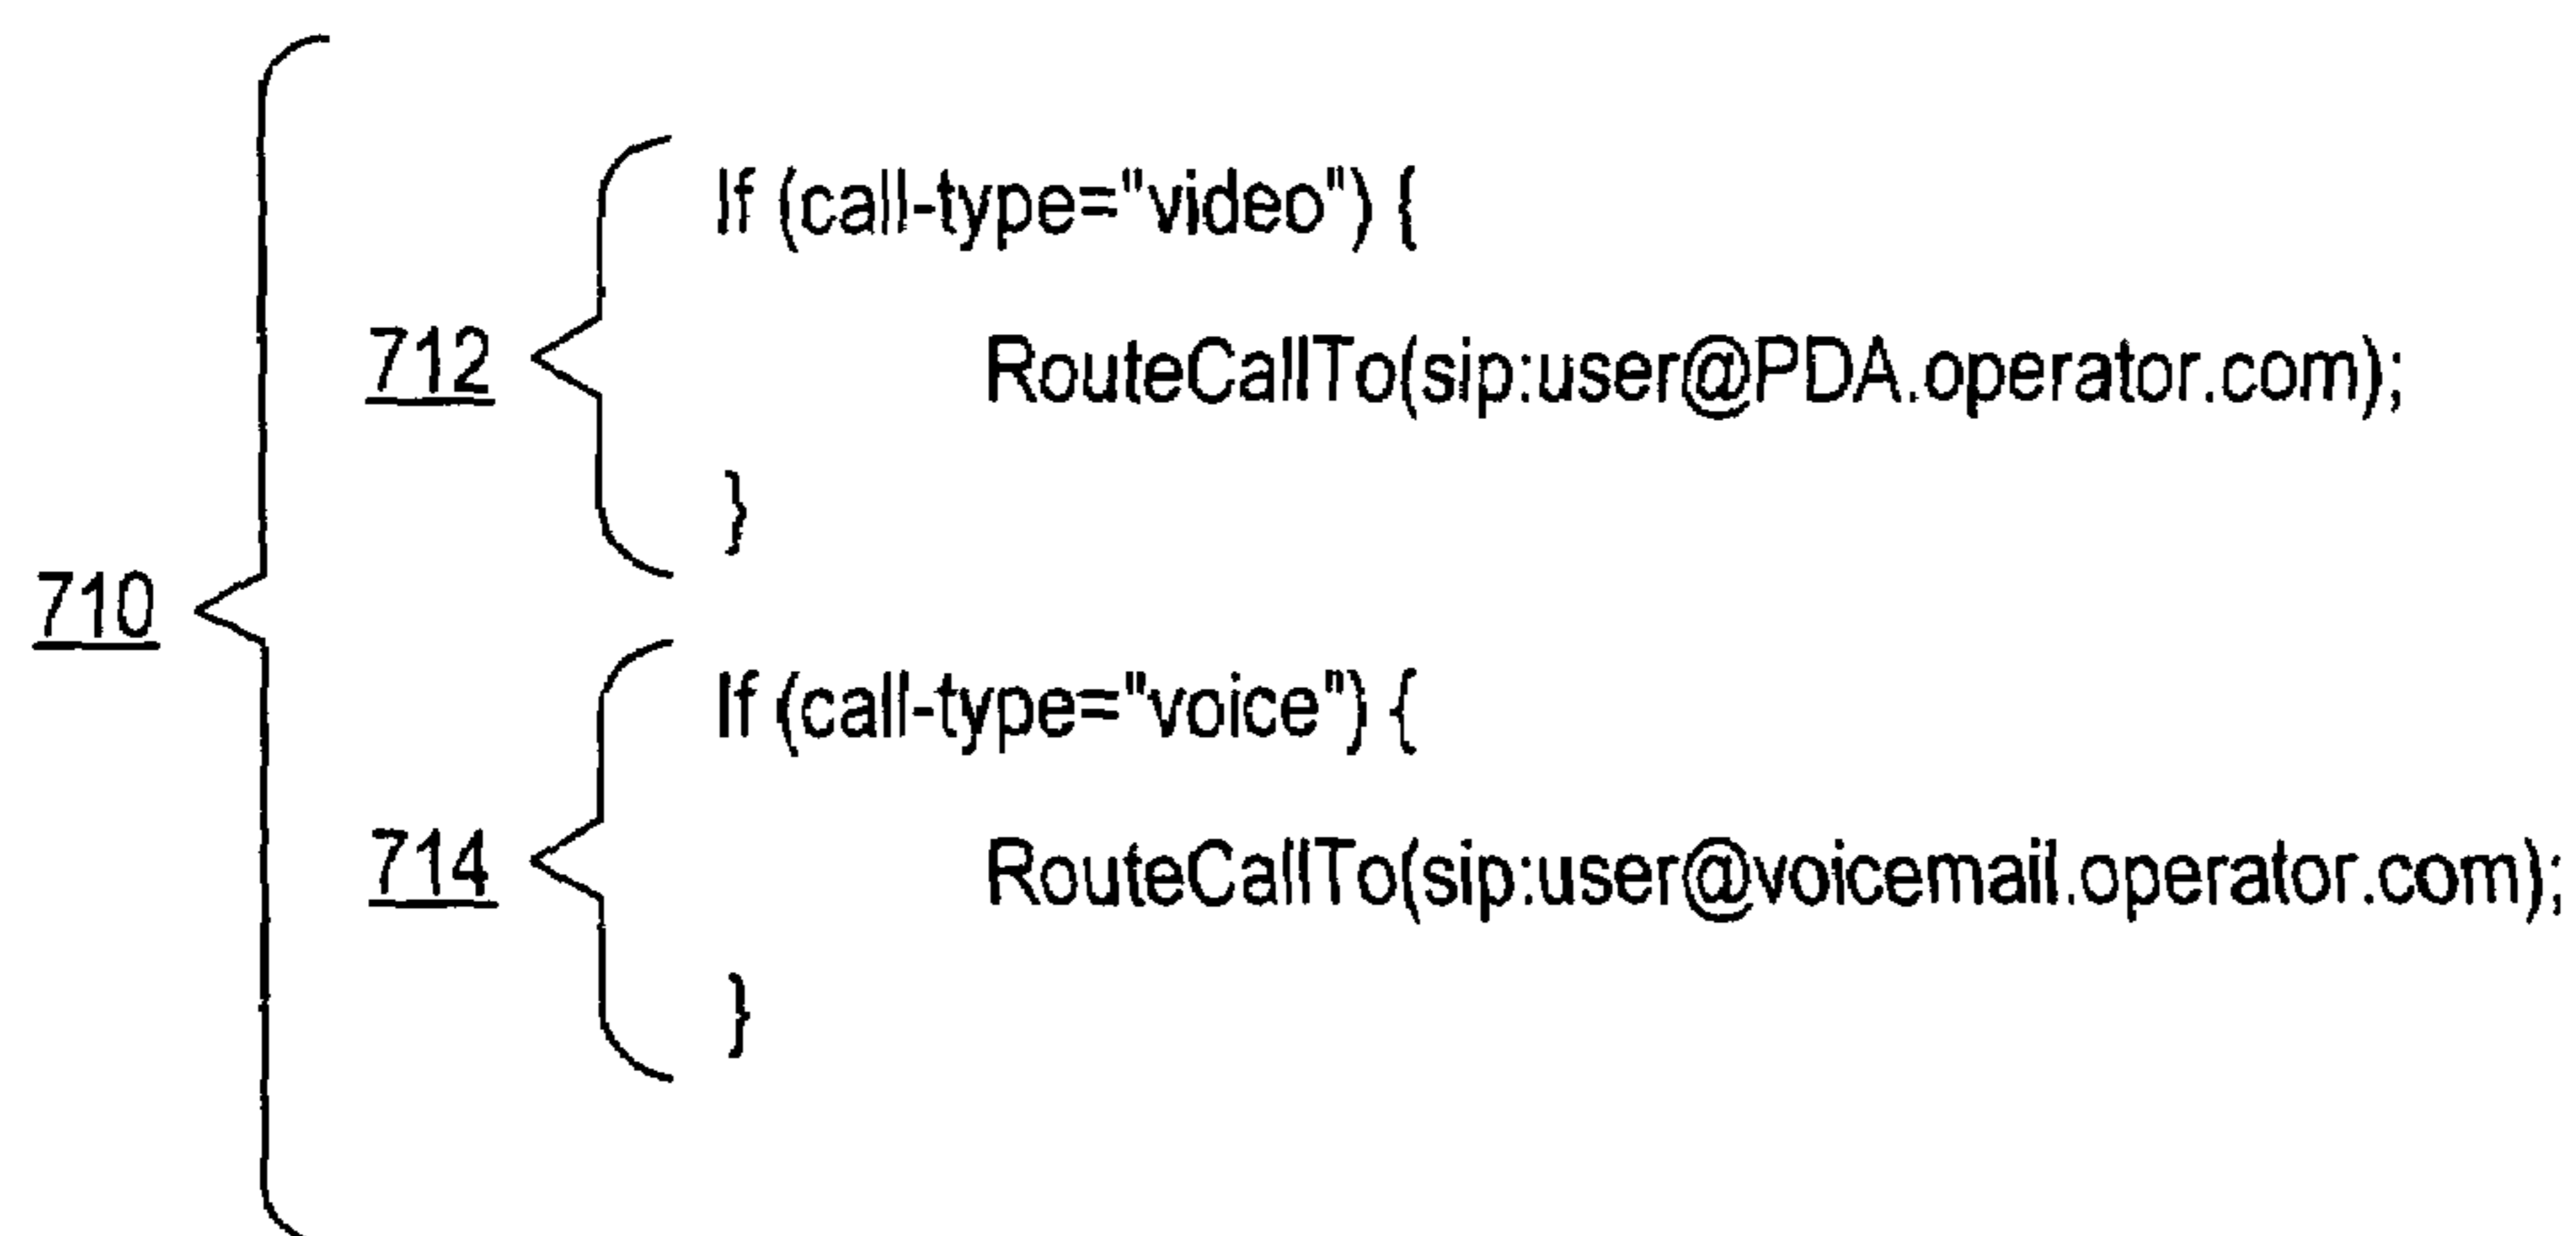 If (call-type="video") {
712
RouteCallTo(sip:user@PDA.operator.com);
}
710
If (call-type="voice") {
714
RouteCallTo(sip:user@voicemail.operator.com);
}